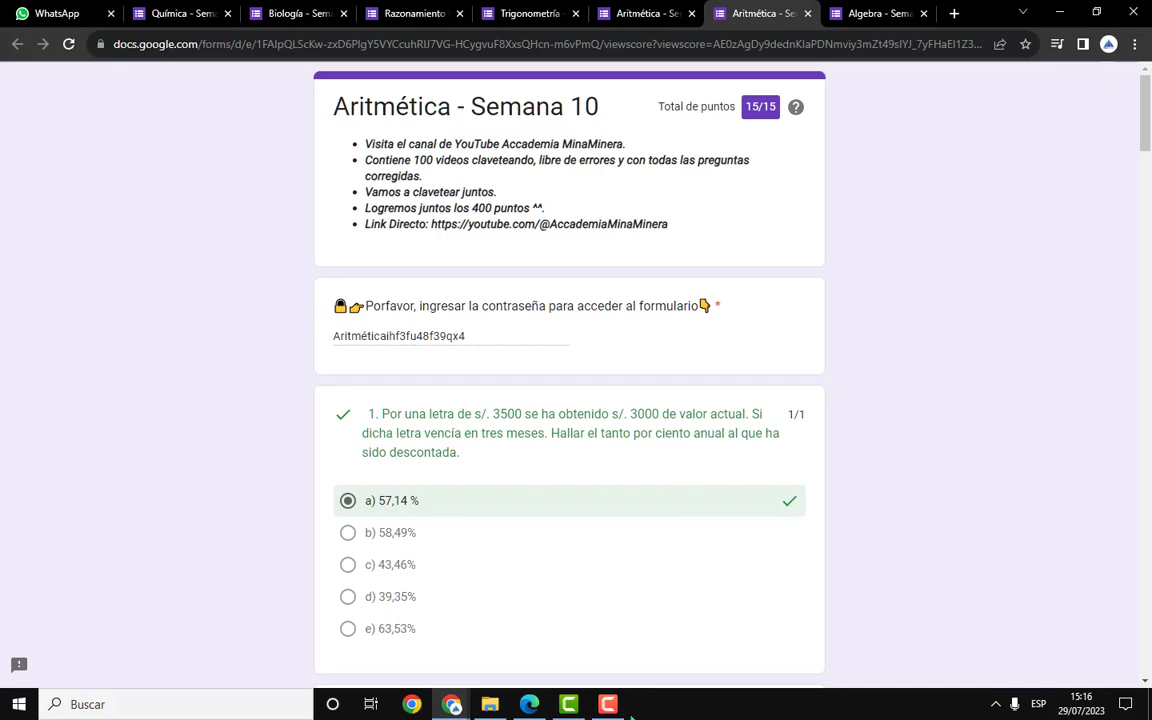 WhatsApp
Química - Sema
Biología - Sema
Razonamiento
Trigonometría -
Aritmética - Se
Aritmética - Se
Algebra - Sema
docs.google.com/forms/d/e/1FAIpQLScKw-zxD6PIgY5VYCcuhRlJ7VG-HCygvuF8XxsQHcn-m6vPmQ/viewscore?viewscore=AE0zAgDy9dednKlaPDNmviy3mZt49slYJ_7yFHaEl1Z3...
Aritmética - Semana 10
Total de puntos 15/15
• Visita el canal de YouTube Accademia MinaMinera.
• Contiene 100 videos claveteando, libre de errores y con todas las preguntas
corregidas.
• Vamos a clavetear juntos.
• Logremos juntos los 400 puntos ^^.
• Link Directo: https://youtube.com/@AccademiaMinaMinera
🔒👉Porfavor, ingresar la contraseña para acceder al formulario👇 *
Aritméticaihf3fu48f39qx4
1. Por una letra de s/. 3500 se ha obtenido s/. 3000 de valor actual. Si
1/1
dicha letra vencía en tres meses. Hallar el tanto por ciento anual al que ha
sido descontada.
a) 57,14 %
b) 58,49%
c) 43,46%
d) 39,35%
e) 63,53%
Buscar
ESP
15:16
29/07/2023